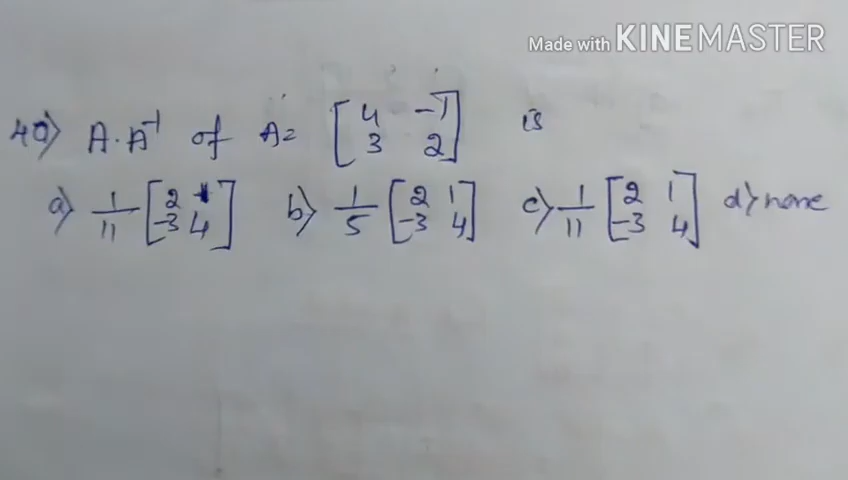 Made with KINEMASTER
40) A·A⁻¹ of A= [4 -1; 3 2] is
a) 1/11 [2 1; -3 4] b) 1/5 [2 1; -3 4] c) 1/11 [2 1; -3 4] d) none